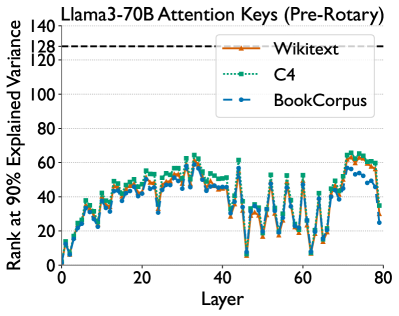 Llama3-70B Attention Keys (Pre-Rotary)
Rank at 90% Explained Variance
140
128
120
100
80
60
40
20
0
Wikitext
C4
BookCorpus
0 20 40 60 80
Layer